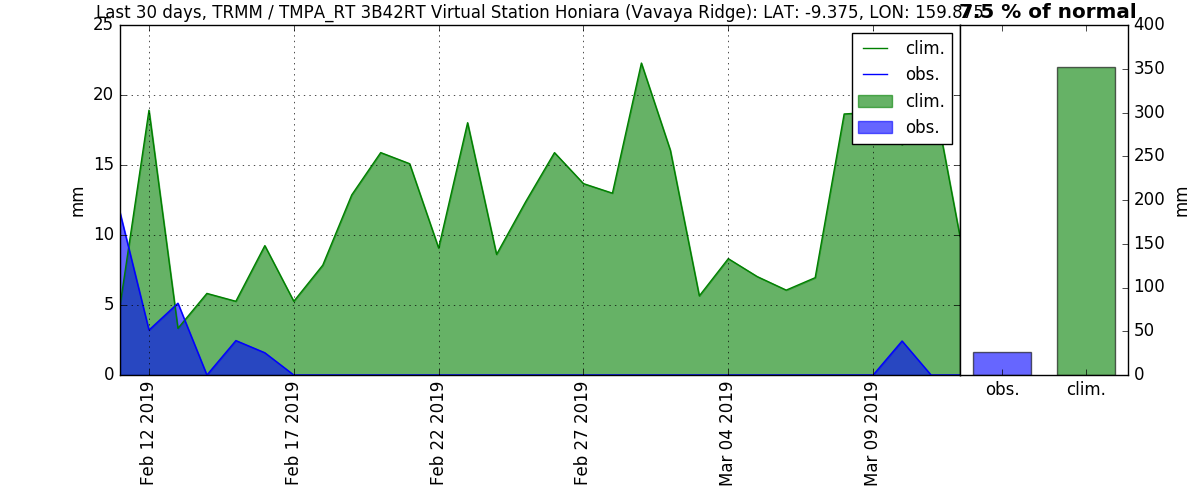 Last 30 days, TRMM / TMPA_RT 3B42RT Virtual Station Honiara (Vavaya Ridge): LAT: -9.375, LON: 159.875
7.5 % of normal
25
20
15
10
5
0
mm
clim.
obs.
clim.
obs.
400
350
300
250
200
150
100
50
0
mm
Feb 12 2019
Feb 17 2019
Feb 22 2019
Feb 27 2019
Mar 04 2019
Mar 09 2019
obs.
clim.